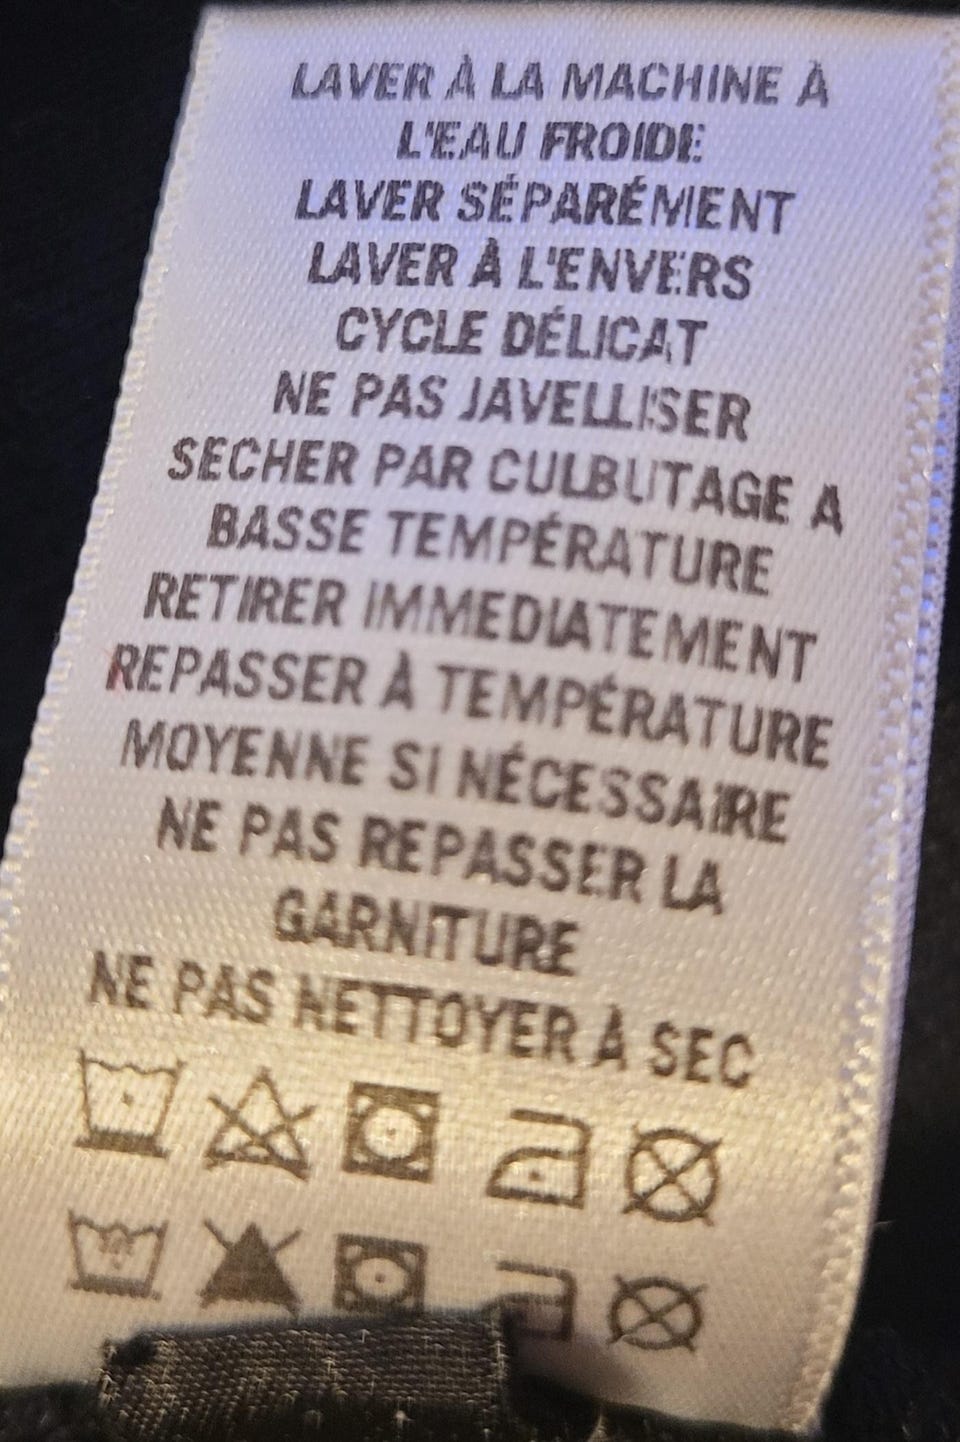 LAVER À LA MACHINE À
L'EAU FROIDE
LAVER SÉPARÉMENT
LAVER À L'ENVERS
CYCLE DÉLICAT
NE PAS JAVELLISER
SECHER PAR CULBUTAGE A
BASSE TEMPÉRATURE
RETIRER IMMEDIATEMENT
REPASSER À TEMPÉRATURE
MOYENNE SI NÉCESSAIRE
NE PAS REPASSER LA
GARNITURE
NE PAS NETTOYER À SEC